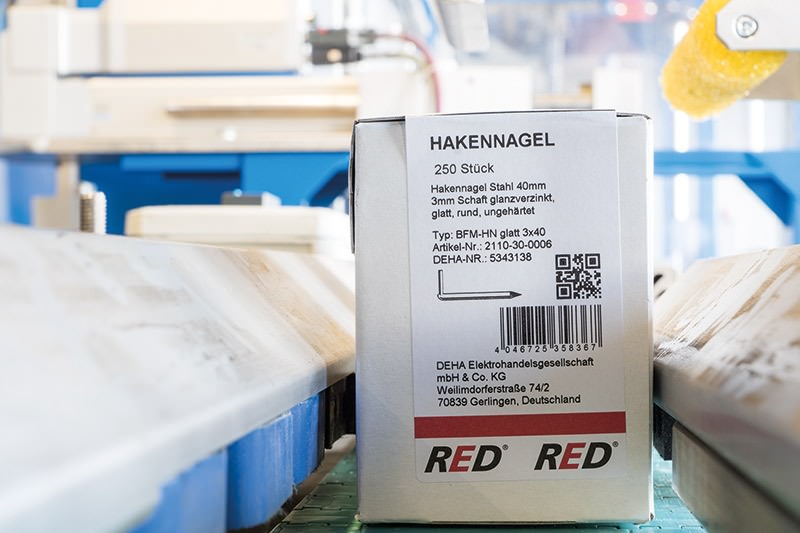 HAKENNAGEL
250 Stück
Hakennagel Stahl 40mm
3mm Schaft glanzverzinkt,
glatt, rund, ungehärtet
Typ: BFM-HN glatt 3x40
Artikel-Nr.: 2110-30-0006
DEHA-NR.: 5343138
4 046725 358367
DEHA Elektrohandelsgesellschaft
mbH & Co. KG
Weilimdorferstraße 74/2
70839 Gerlingen, Deutschland
RED® RED®